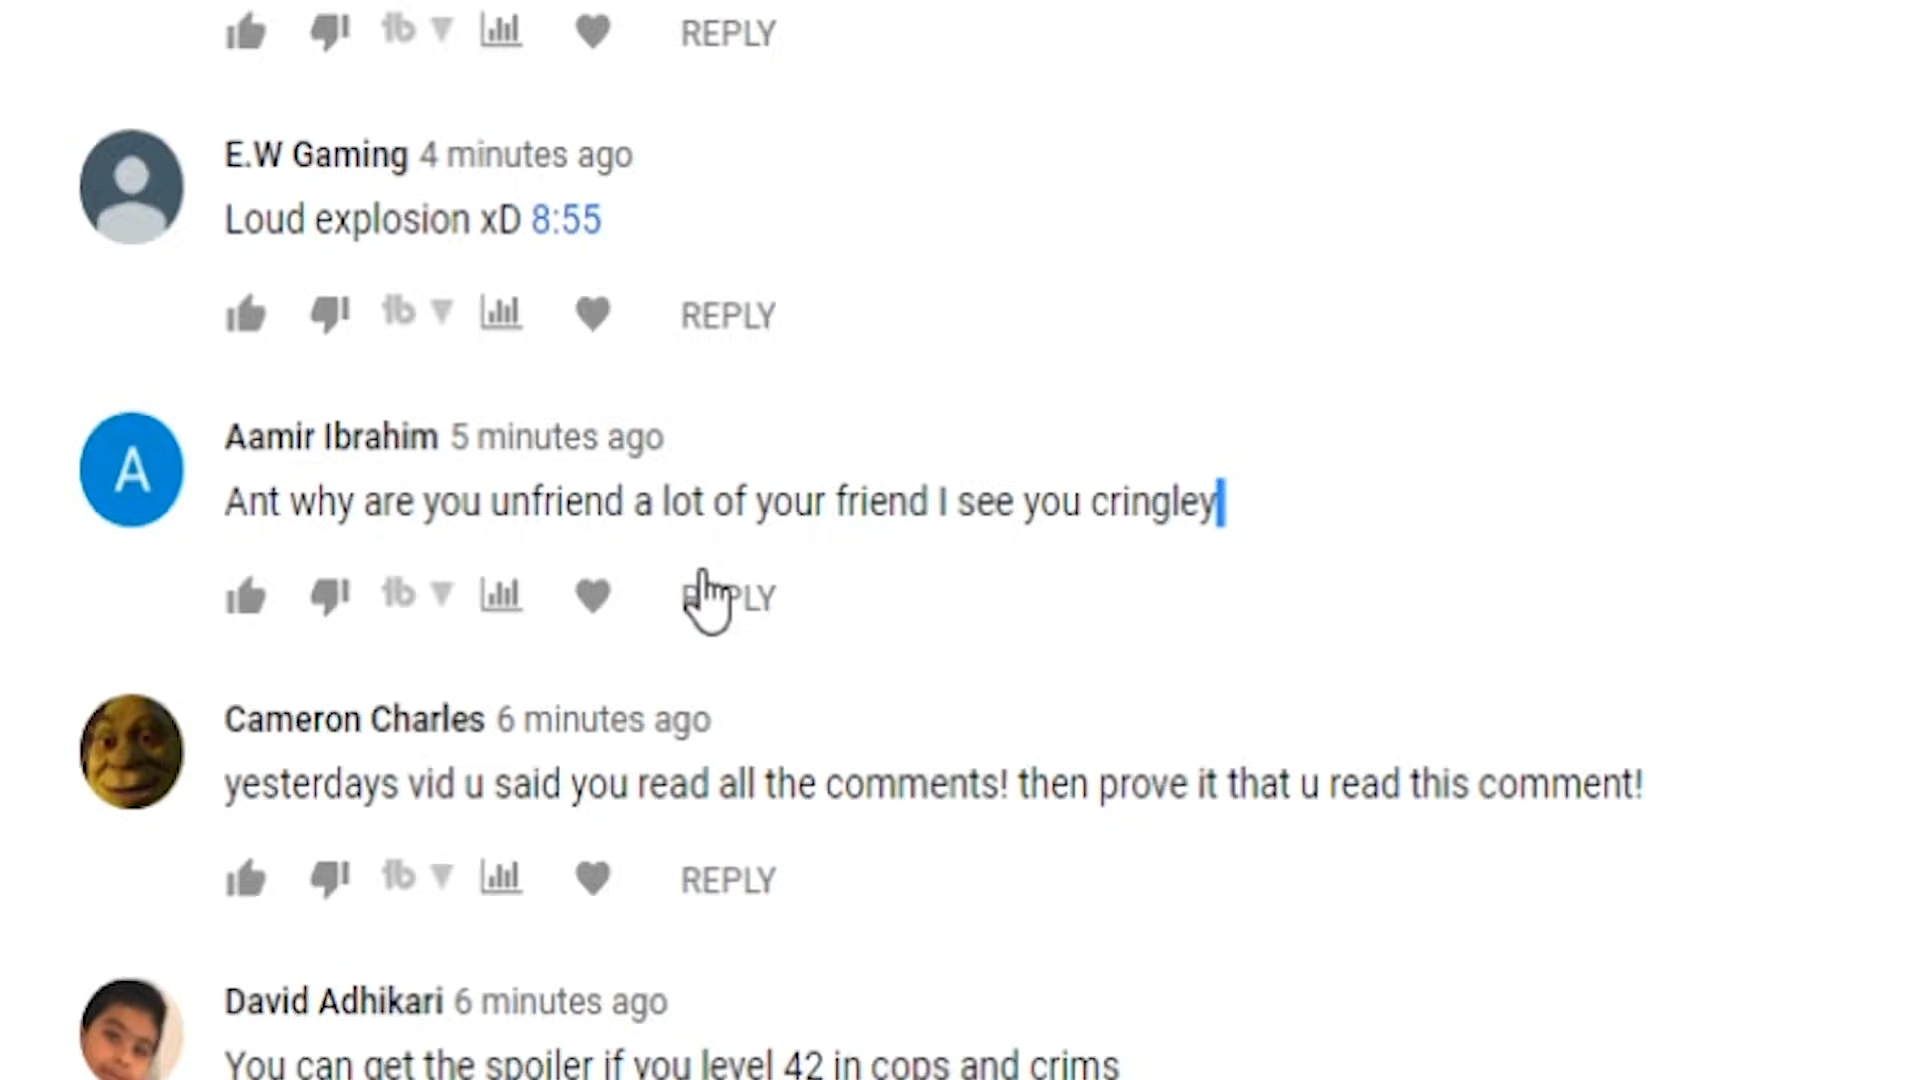 REPLY
E.W Gaming 4 minutes ago
Loud explosion xD 8:55
REPLY
A
Aamir Ibrahim 5 minutes ago
Ant why are you unfriend a lot of your friend I see you cringley
REPLY
Cameron Charles 6 minutes ago
yesterdays vid u said you read all the comments! then prove it that u read this comment!
REPLY
David Adhikari 6 minutes ago
You can get the spoiler if you level 42 in cops and crims